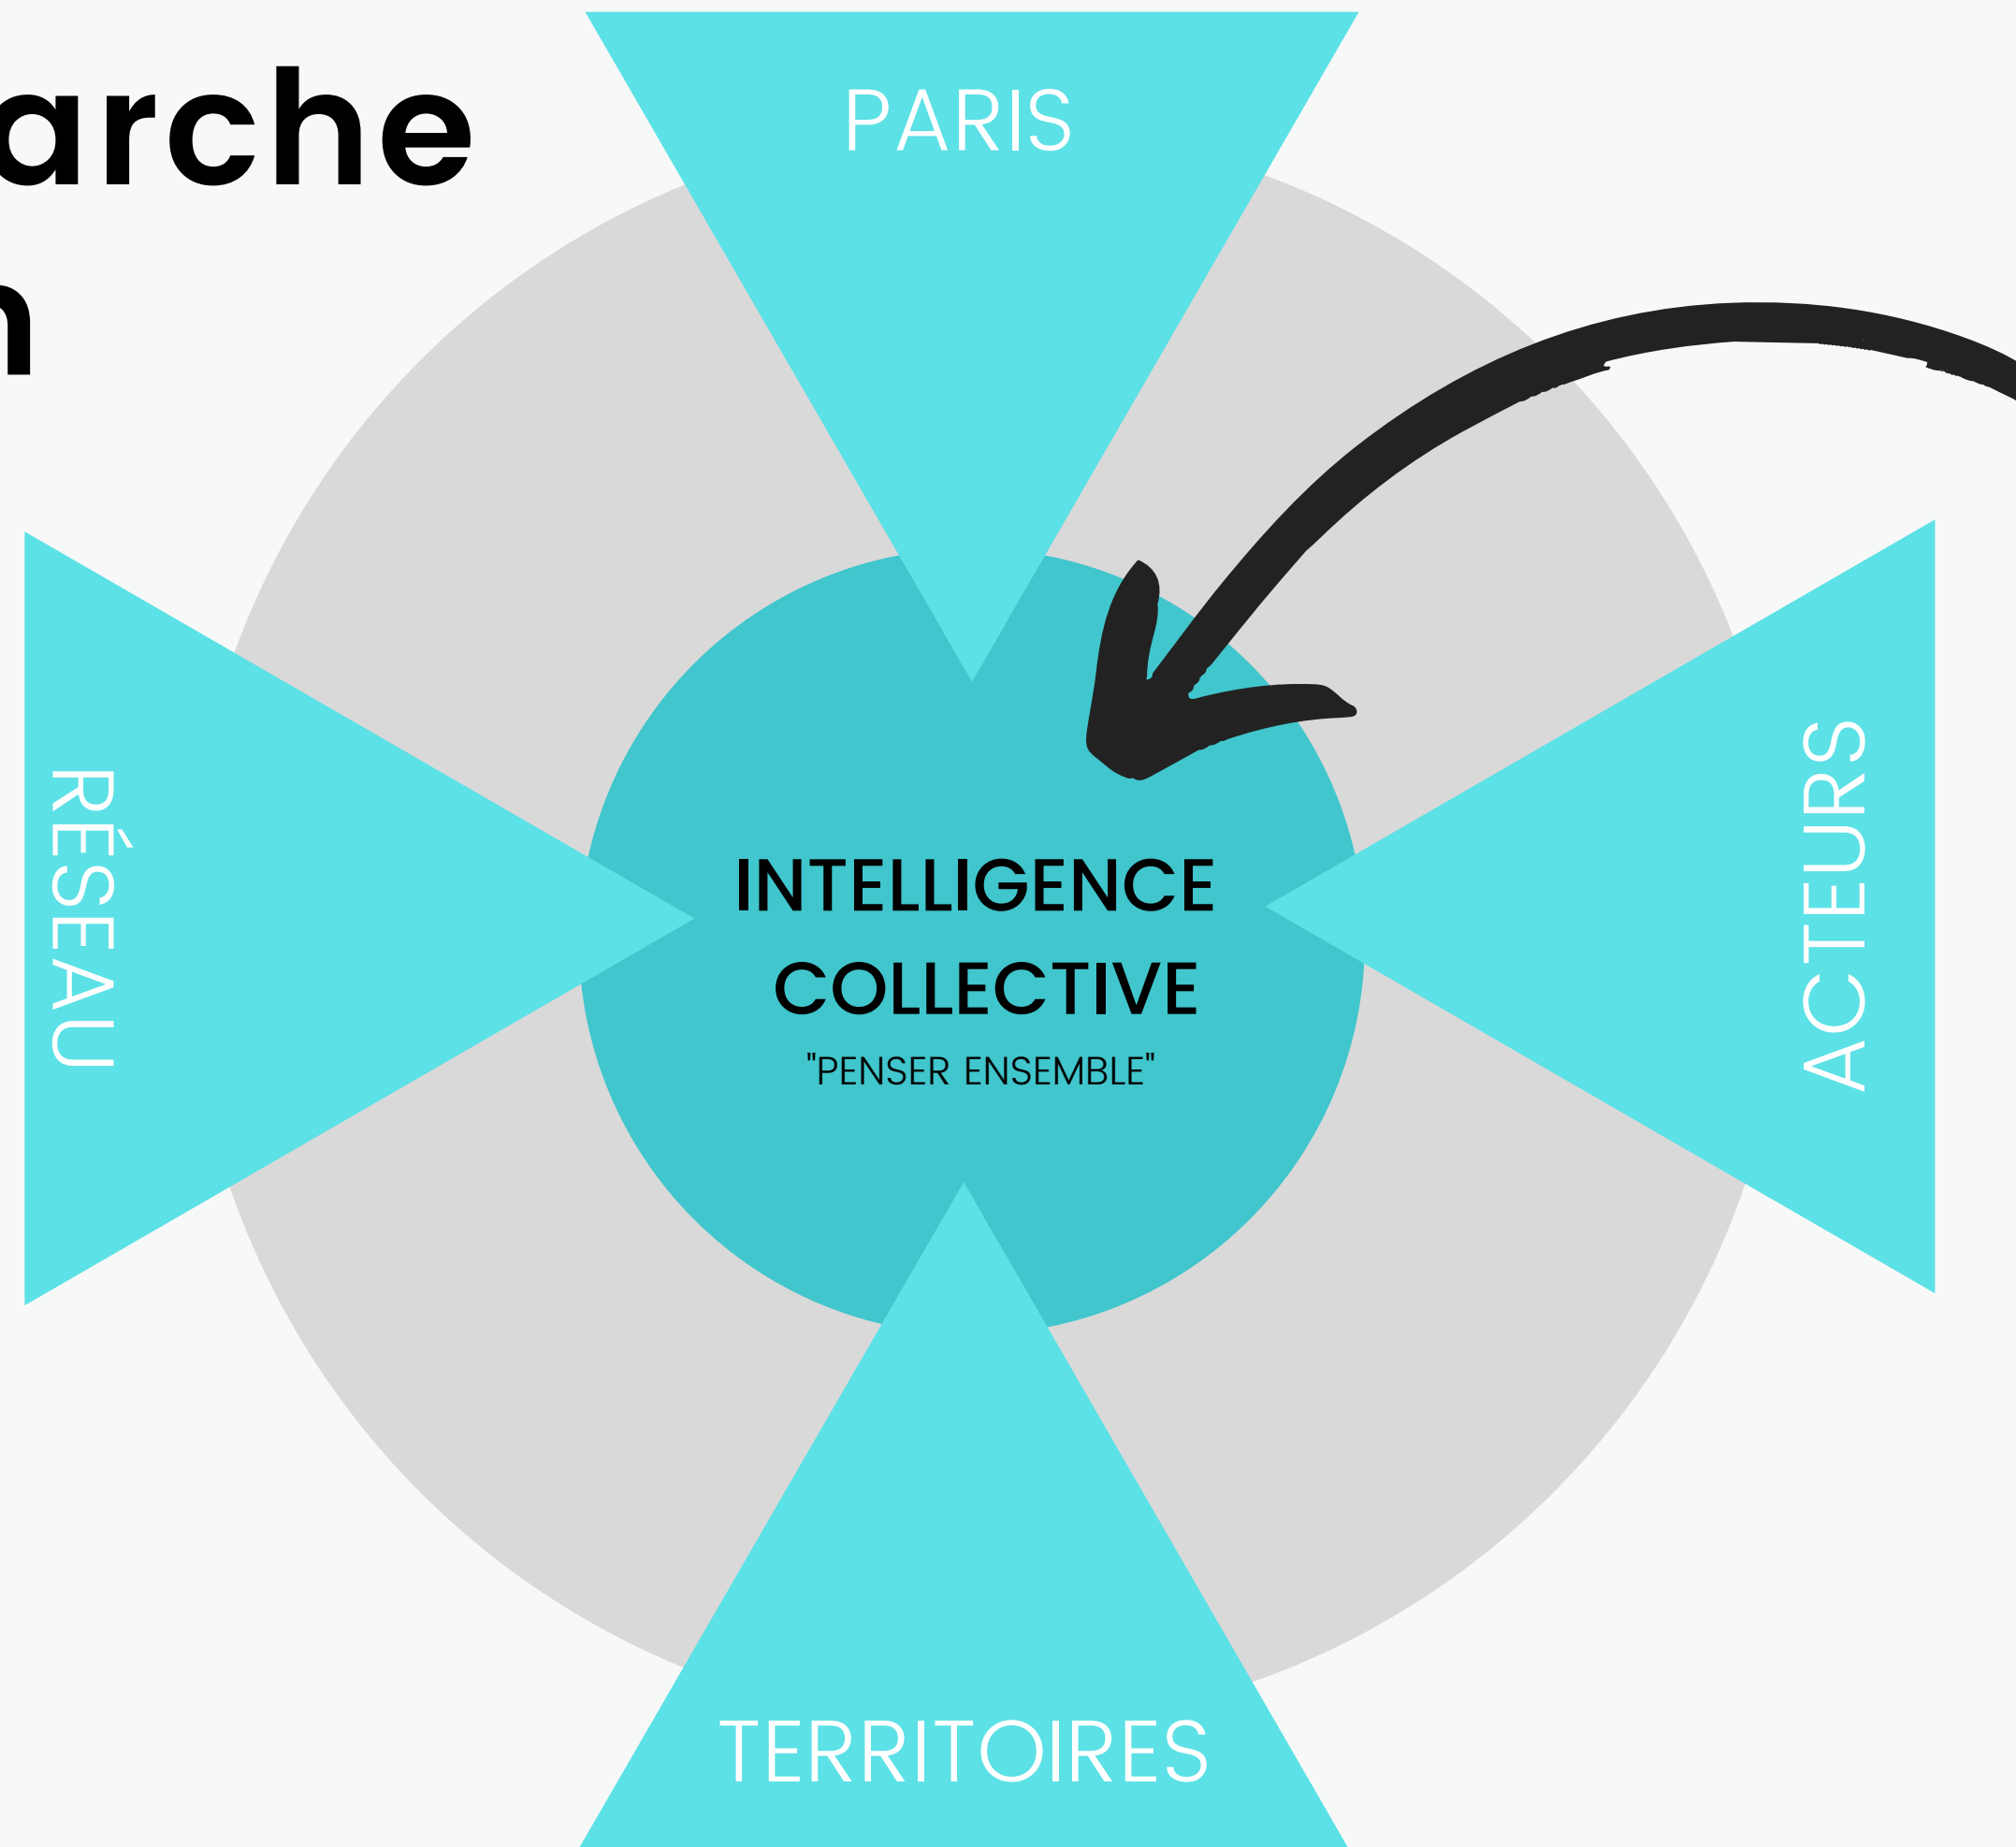 arche
PARIS
RÉSEAU
ACTEURS
INTELLIGENCE
COLLECTIVE
"PENSER ENSEMBLE"
TERRITOIRES